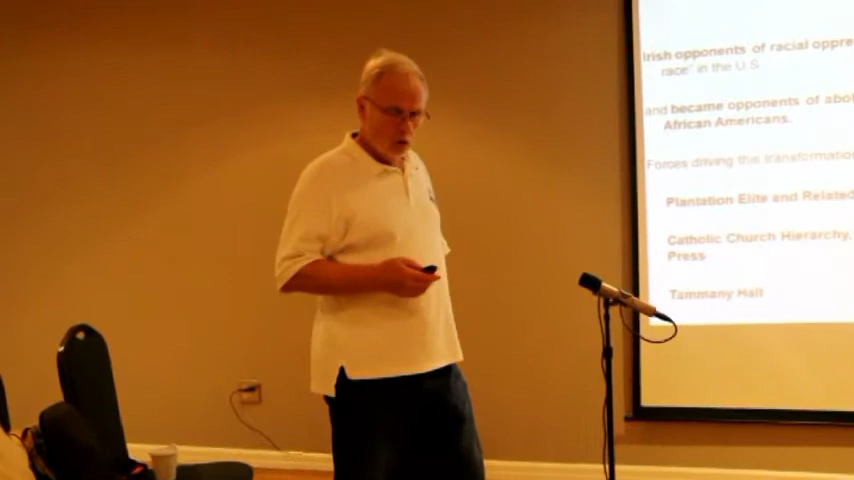 Irish opponents of racial oppre
race" in the U.S.
and became opponents of abol
African Americans.
Forces driving this transformatio
Plantation Elite and Related
Catholic Church Hierarchy,
Press
Tammany Hall